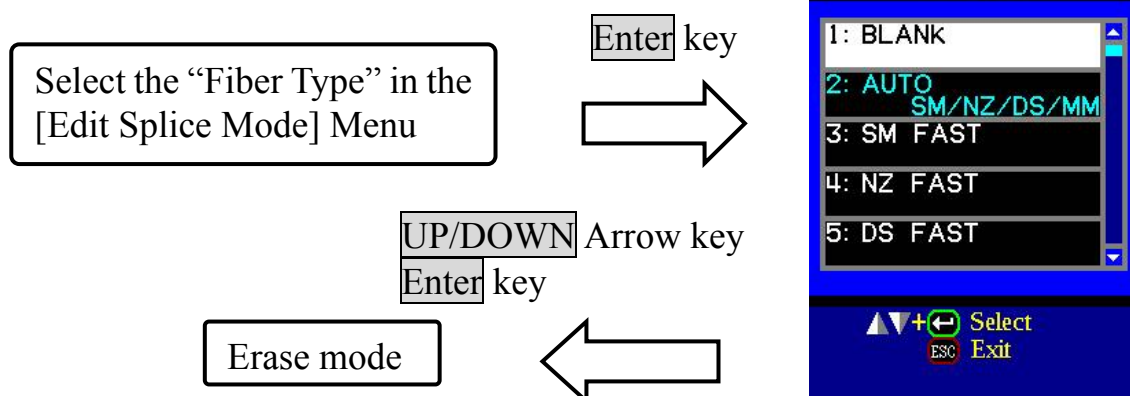 Select the “Fiber Type” in the
[Edit Splice Mode] Menu
Enter key
1: BLANK
2: AUTO
SM/NZ/DS/MM
3: SM FAST
4: NZ FAST
5: DS FAST
+ Select
ESC Exit
UP/DOWN Arrow key
Enter key
Erase mode